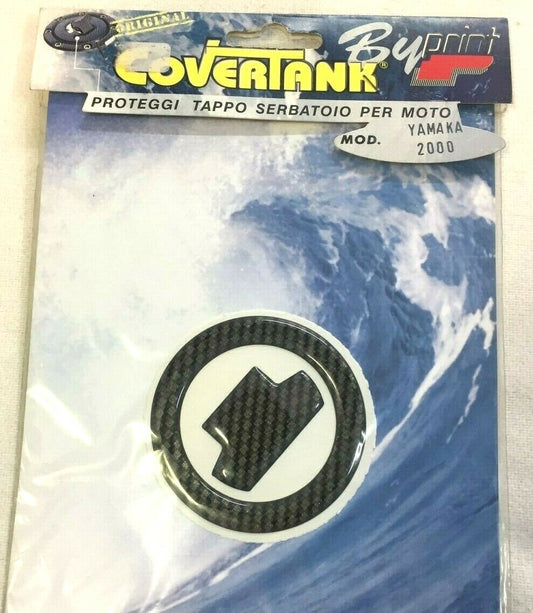 ORIGINAL
COVERTANK®
By print
PROTEGGI TAPPO SERBATOIO PER MOTO
MOD. YAMAKA
2000